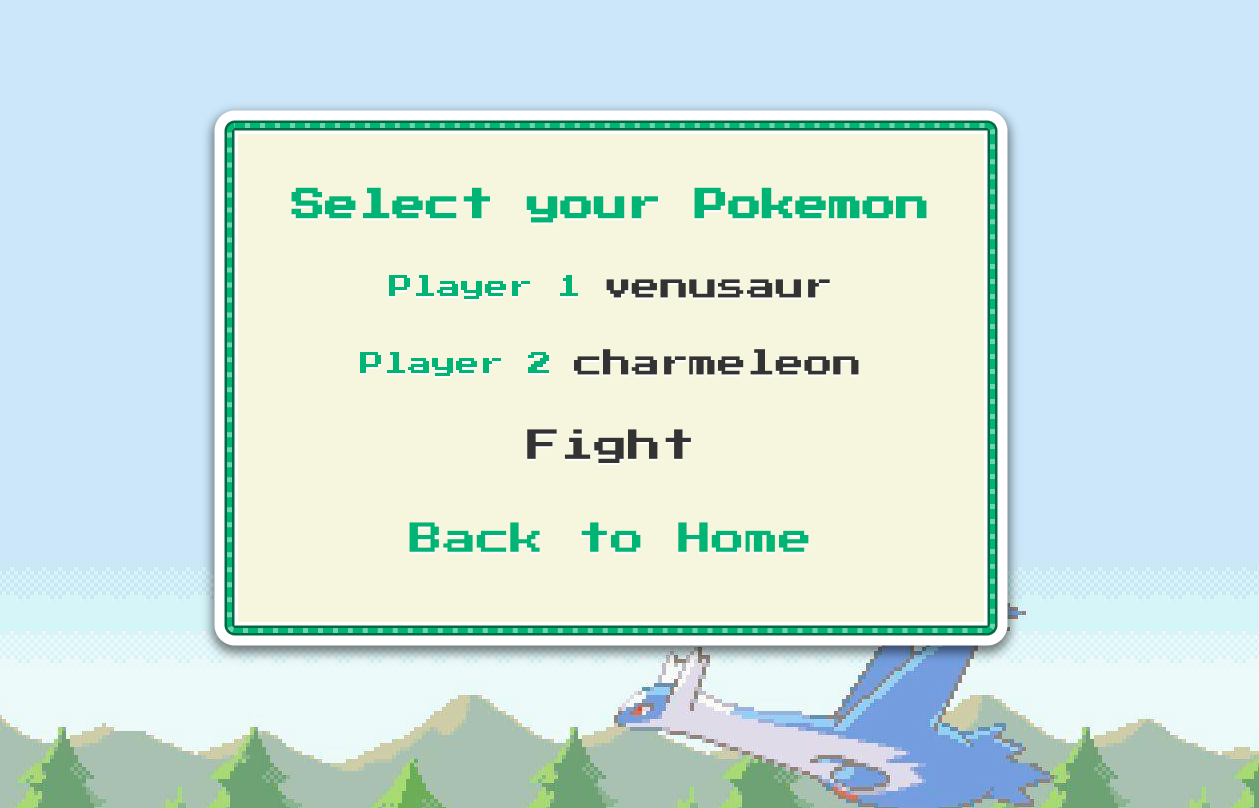 Select your Pokemon
Player 1 venusaur
Player 2 charmeleon
Fight
Back to Home